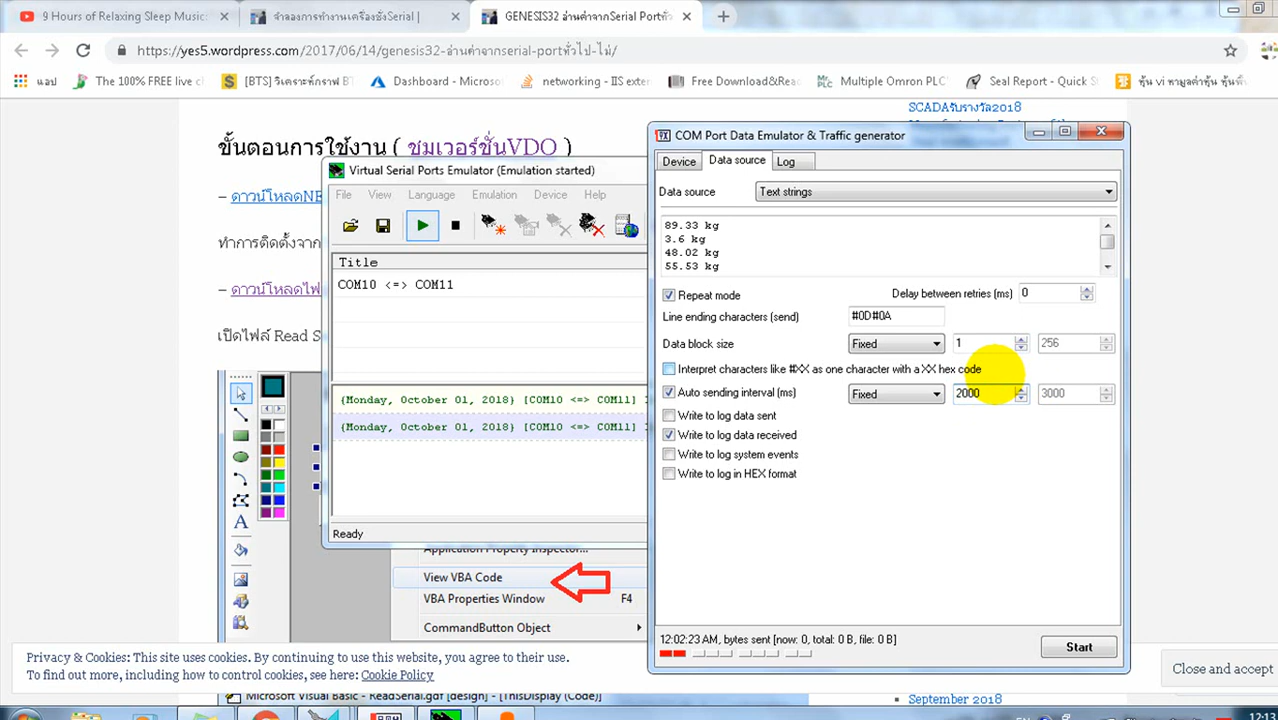 9 Hours of Relaxing Sleep Music:
จำลองการทำงานเครื่องชั่งSerial |
GENESIS32 อ่านค่าจากSerial Portทั่ว
https://yes5.wordpress.com/2017/06/14/genesis32-อ่านค่าจากserial-portทั่วไป-ไม่/
แอป
The 100% FREE live c
[BTS] วิเคราะห์กราฟ BT
Dashboard - Microso
networking - IIS exten
Free Download&Rea
Multiple Omron PLC
Seal Report - Quick S
หุ้น vi หามูลค่าหุ้น หุ้นพื้น
SCADAรับรางวัล2018
ขั้นตอนการใช้งาน ( ชมเวอร์ชั่นVDO )
– ดาวน์โหลดNE
ทำการติดตั้งจาก
– ดาวน์โหลดไฟ
เปิดไฟล์ Read S
Virtual Serial Ports Emulator (Emulation started)
File View Language Emulation Device Help
Title
COM10 <=> COM11
{Monday, October 01, 2018} [COM10 <=> COM11]
{Monday, October 01, 2018} [COM10 <=> COM11]
Ready
COM Port Data Emulator & Traffic generator
Device Data source Log
Data source Text strings
89.33 kg
3.6 kg
48.02 kg
55.53 kg
Repeat mode Delay between retries (ms) 0
Line ending characters (send) #0D#0A
Data block size Fixed 1 256
Interpret characters like #XX as one character with a XX hex code
Auto sending interval (ms) Fixed 2000 3000
Write to log data sent
Write to log data received
Write to log system events
Write to log in HEX format
12:02:23 AM, bytes sent [now: 0, total: 0 B, file: 0 B]
Start
A
Application Property Inspector...
View VBA Code
VBA Properties Window F4
CommandButton Object
Privacy & Cookies: This site uses cookies. By continuing to use this website, you agree to their use.
To find out more, including how to control cookies, see here: Cookie Policy
Close and accept
Microsoft Visual Basic - ReadSerial.gdf [design] - [ThisDisplay (Code)]
September 2018